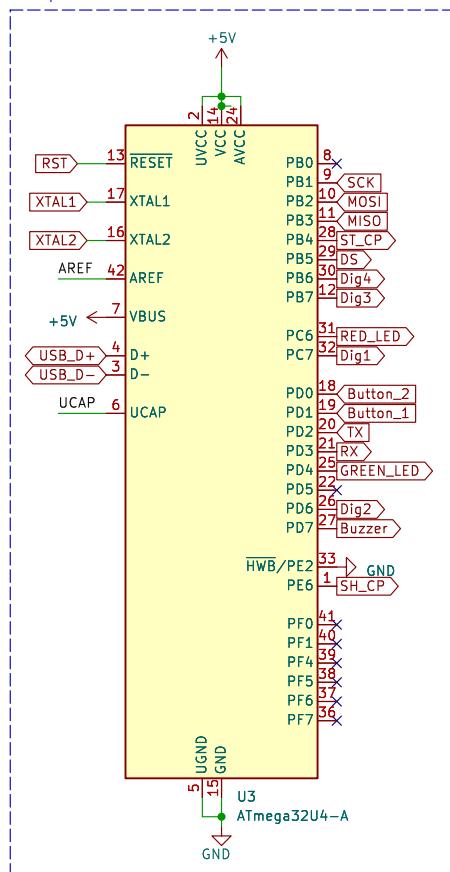 +5V
2 14 24
UVCC VCC AVCC
RST 13 RESET
XTAL1 17 XTAL1
XTAL2 16 XTAL2
AREF 42 AREF
+5V 7 VBUS
USB_D+ 4 D+
USB_D- 3 D-
UCAP 6 UCAP
PB0 8
PB1 9 SCK
PB2 10 MOSI
PB3 11 MISO
PB4 28 ST_CP
PB5 29 DS
PB6 30 Dig4
PB7 12 Dig3
PC6 31 RED_LED
PC7 32 Dig1
PD0 18 Button_2
PD1 19 Button_1
PD2 20 TX
PD3 21 RX
PD4 25 GREEN_LED
PD5 22
PD6 26 Dig2
PD7 27 Buzzer
HWB/PE2 33 GND
PE6 1 SH_CP
PF0 41
PF1 40
PF4 39
PF5 38
PF6 37
PF7 36
UGND GND
5 15
U3
ATmega32U4-A
GND